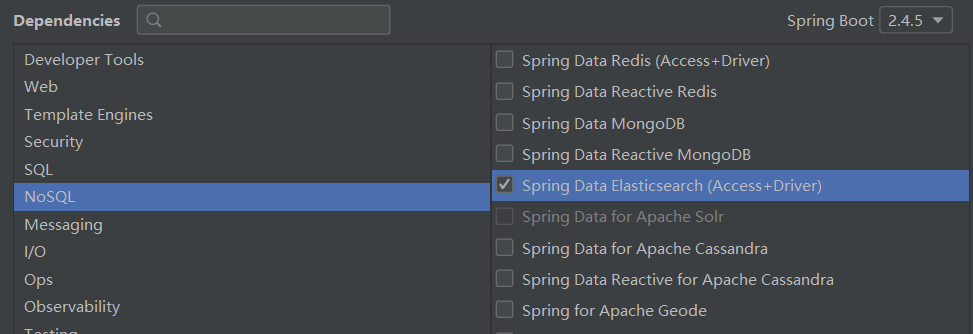 Dependencies
Spring Boot 2.4.5
Developer Tools
Web
Template Engines
Security
SQL
NoSQL
Messaging
I/O
Ops
Observability
Testing
Spring Data Redis (Access+Driver)
Spring Data Reactive Redis
Spring Data MongoDB
Spring Data Reactive MongoDB
Spring Data Elasticsearch (Access+Driver)
Spring Data for Apache Solr
Spring Data for Apache Cassandra
Spring Data Reactive for Apache Cassandra
Spring for Apache Geode